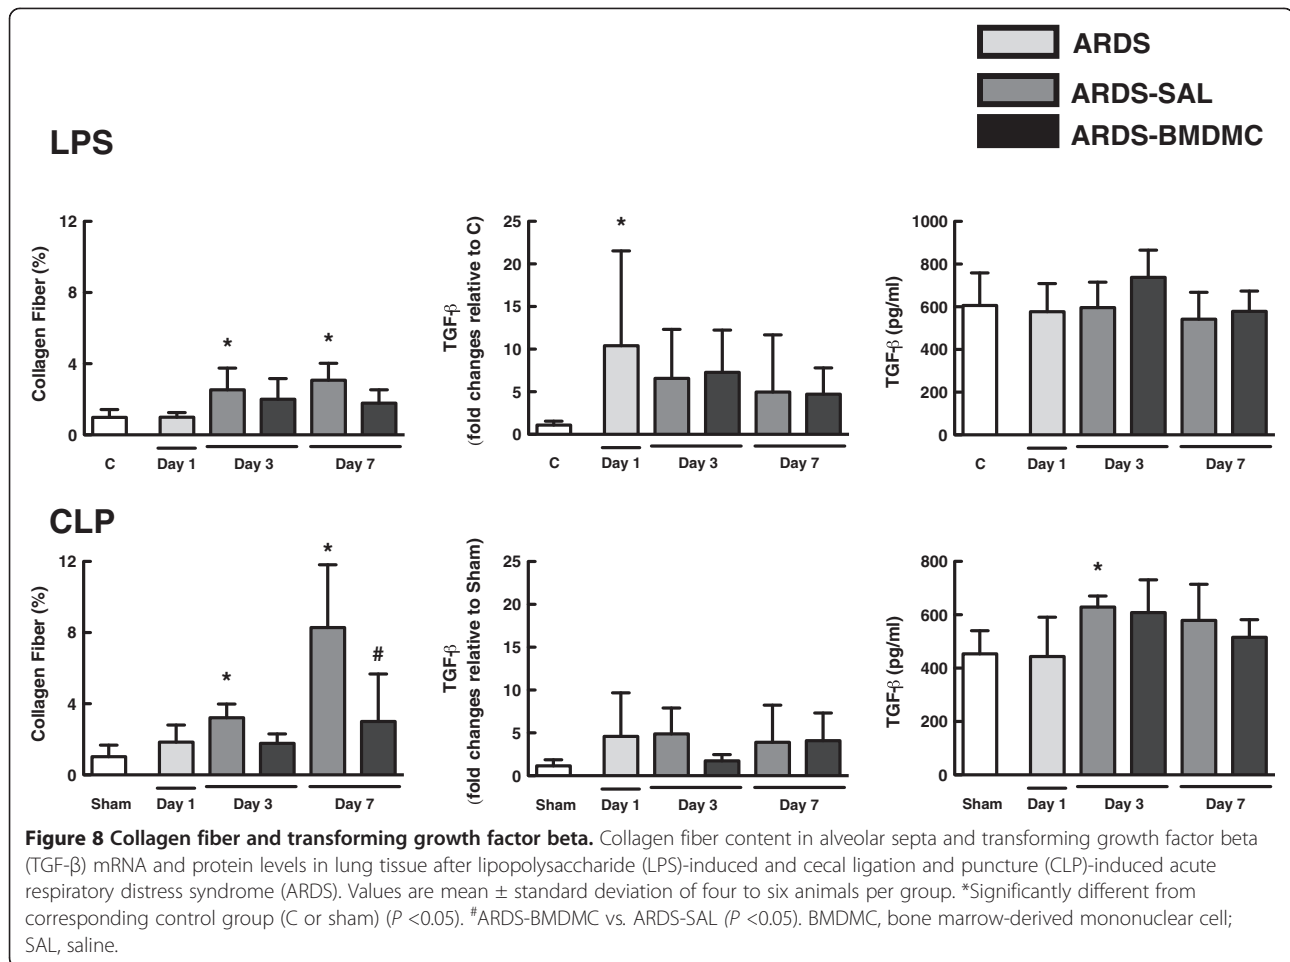 ARDS
ARDS-SAL
ARDS-BMDMC
LPS
Collagen Fiber (%)
12
8
4
0
*
*
C
Day 1
Day 3
Day 7
TGF-β
(fold changes relative to C)
25
20
15
10
5
0
*
C
Day 1
Day 3
Day 7
TGF-β (pg/ml)
1000
800
600
400
200
0
C
Day 1
Day 3
Day 7
CLP
Collagen Fiber (%)
12
8
4
0
*
*
#
Sham
Day 1
Day 3
Day 7
TGF-β
(fold changes relative to Sham)
25
20
15
10
5
0
Sham
Day 1
Day 3
Day 7
TGF-β (pg/ml)
800
600
400
200
0
*
Sham
Day 1
Day 3
Day 7
Figure 8 Collagen fiber and transforming growth factor beta. Collagen fiber content in alveolar septa and transforming growth factor beta
(TGF-β) mRNA and protein levels in lung tissue after lipopolysaccharide (LPS)-induced and cecal ligation and puncture (CLP)-induced acute
respiratory distress syndrome (ARDS). Values are mean ± standard deviation of four to six animals per group. *Significantly different from
corresponding control group (C or sham) (P <0.05). #ARDS-BMDMC vs. ARDS-SAL (P <0.05). BMDMC, bone marrow-derived mononuclear cell;
SAL, saline.